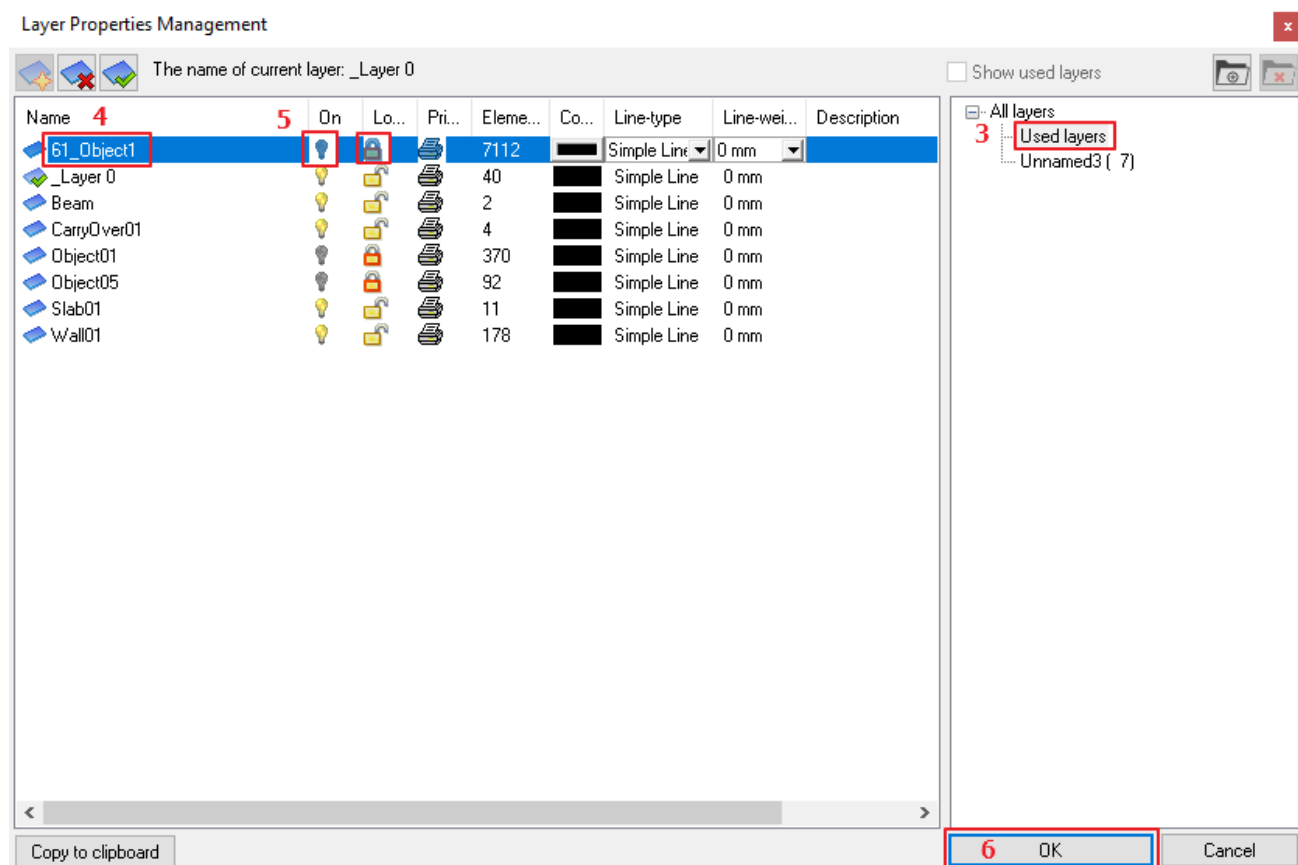 Layer Properties Management
x
The name of current layer: _Layer 0
Show used layers
Name 4 5 On Lo... Pri... Eleme... Co... Line-type Line-wei... Description
61_Object1 7112 Simple Line 0 mm
_Layer 0 40 Simple Line 0 mm
Beam 2 Simple Line 0 mm
CarryOver01 4 Simple Line 0 mm
Object01 370 Simple Line 0 mm
Object05 92 Simple Line 0 mm
Slab01 11 Simple Line 0 mm
Wall01 178 Simple Line 0 mm
All layers
3 Used layers
Unnamed3 ( 7)
Copy to clipboard
6 OK
Cancel